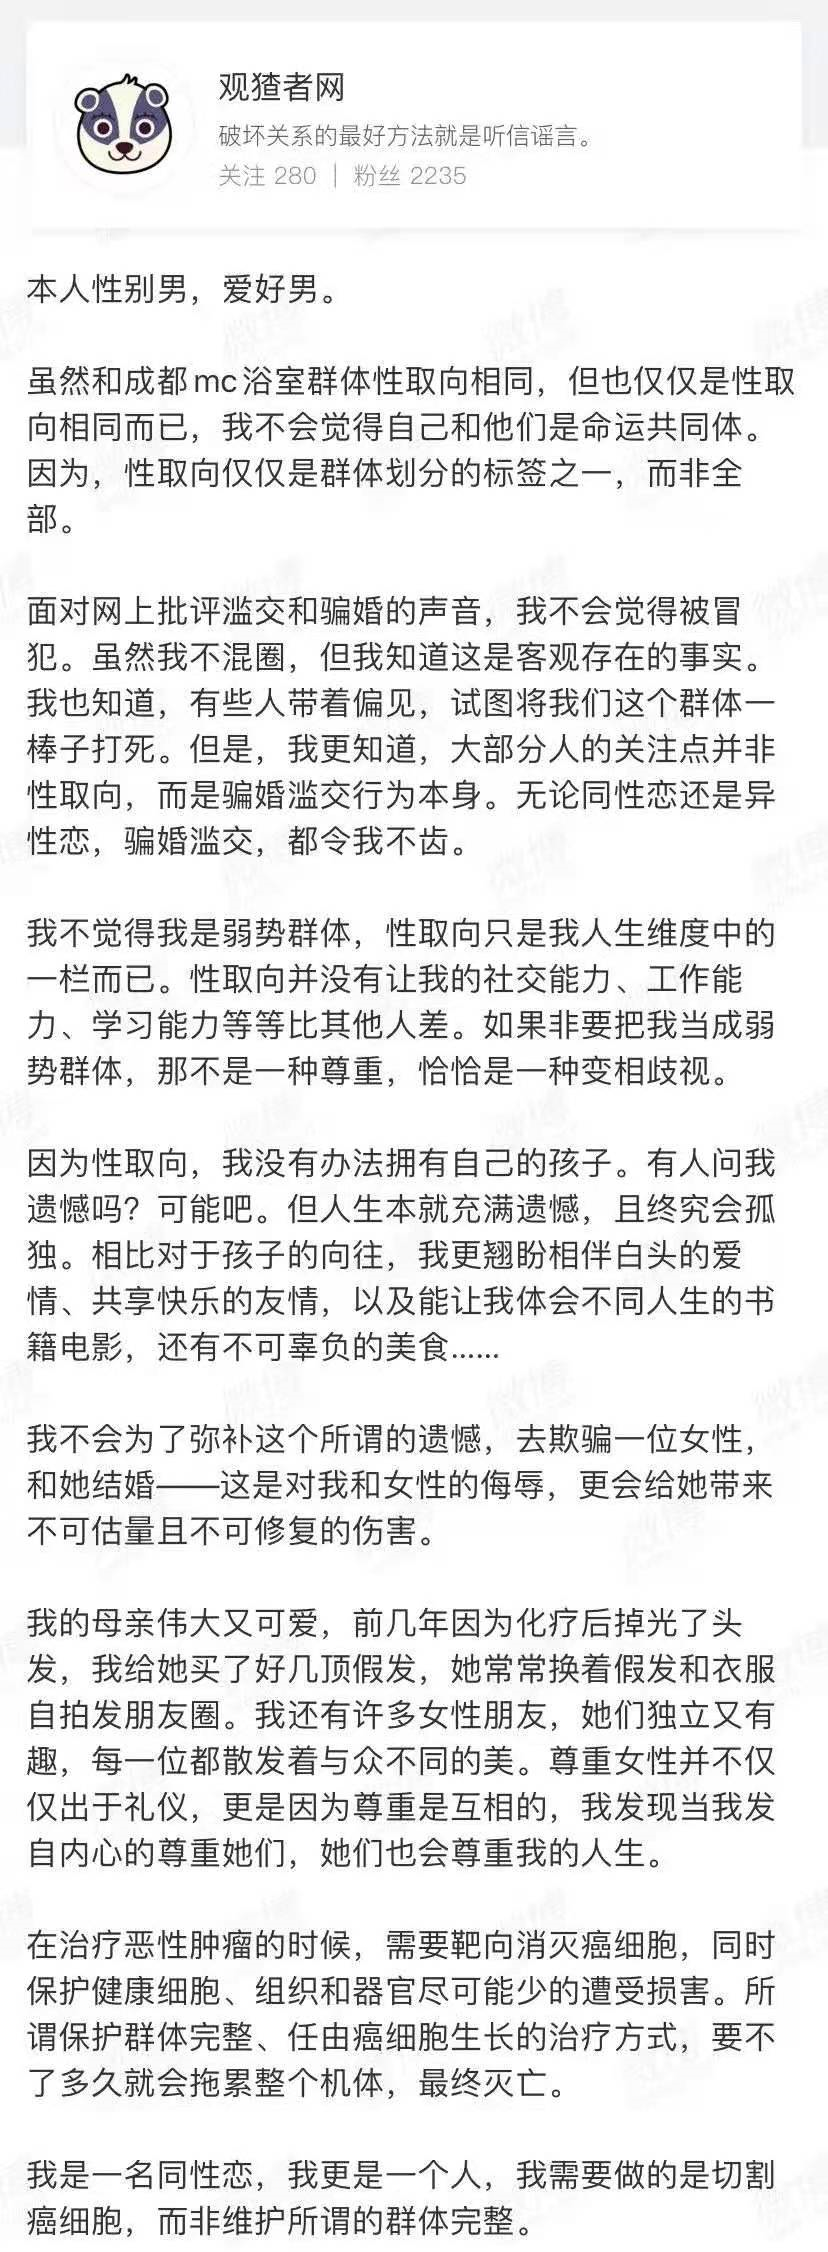 观猹者网
破坏关系的最好方法就是听信谣言。
关注 280 | 粉丝 2235
本人性别男，爱好男。
虽然和成都mc浴室群体性取向相同，但也仅仅是性取
向相同而已，我不会觉得自己和他们是命运共同体。
因为，性取向仅仅是群体划分的标签之一，而非全
部。
面对网上批评滥交和骗婚的声音，我不会觉得被冒
犯。虽然我不混圈，但我知道这是客观存在的事实。
我也知道，有些人带着偏见，试图将我们这个群体一
棒子打死。但是，我更知道，大部分人的关注点并非
性取向，而是骗婚滥交行为本身。无论同性恋还是异
性恋，骗婚滥交，都令我不齿。
我不觉得我是弱势群体，性取向只是我人生维度中的
一栏而已。性取向并没有让我的社交能力、工作能
力、学习能力等等比其他人差。如果非要把我当成弱
势群体，那不是一种尊重，恰恰是一种变相歧视。
因为性取向，我没有办法拥有自己的孩子。有人问我
遗憾吗？可能吧。但人生本就充满遗憾，且终究会孤
独。相比对于孩子的向往，我更翘盼相伴白头的爱
情、共享快乐的友情，以及能让我体会不同人生的书
籍电影，还有不可辜负的美食......
我不会为了弥补这个所谓的遗憾，去欺骗一位女性，
和她结婚——这是对我和女性的侮辱，更会给她带来
不可估量且不可修复的伤害。
我的母亲伟大又可爱，前几年因为化疗后掉光了头
发，我给她买了好几顶假发，她常常换着假发和衣服
自拍发朋友圈。我还有许多女性朋友，她们独立又有
趣，每一位都散发着与众不同的美。尊重女性并不仅
仅出于礼仪，更是因为尊重是互相的，我发现当我发
自内心的尊重她们，她们也会尊重我的人生。
在治疗恶性肿瘤的时候，需要靶向消灭癌细胞，同时
保护健康细胞、组织和器官尽可能少的遭受损害。所
谓保护群体完整、任由癌细胞生长的治疗方式，要不
了多久就会拖累整个机体，最终灭亡。
我是一名同性恋，我更是一个人，我需要做的是切割
癌细胞，而非维护所谓的群体完整。